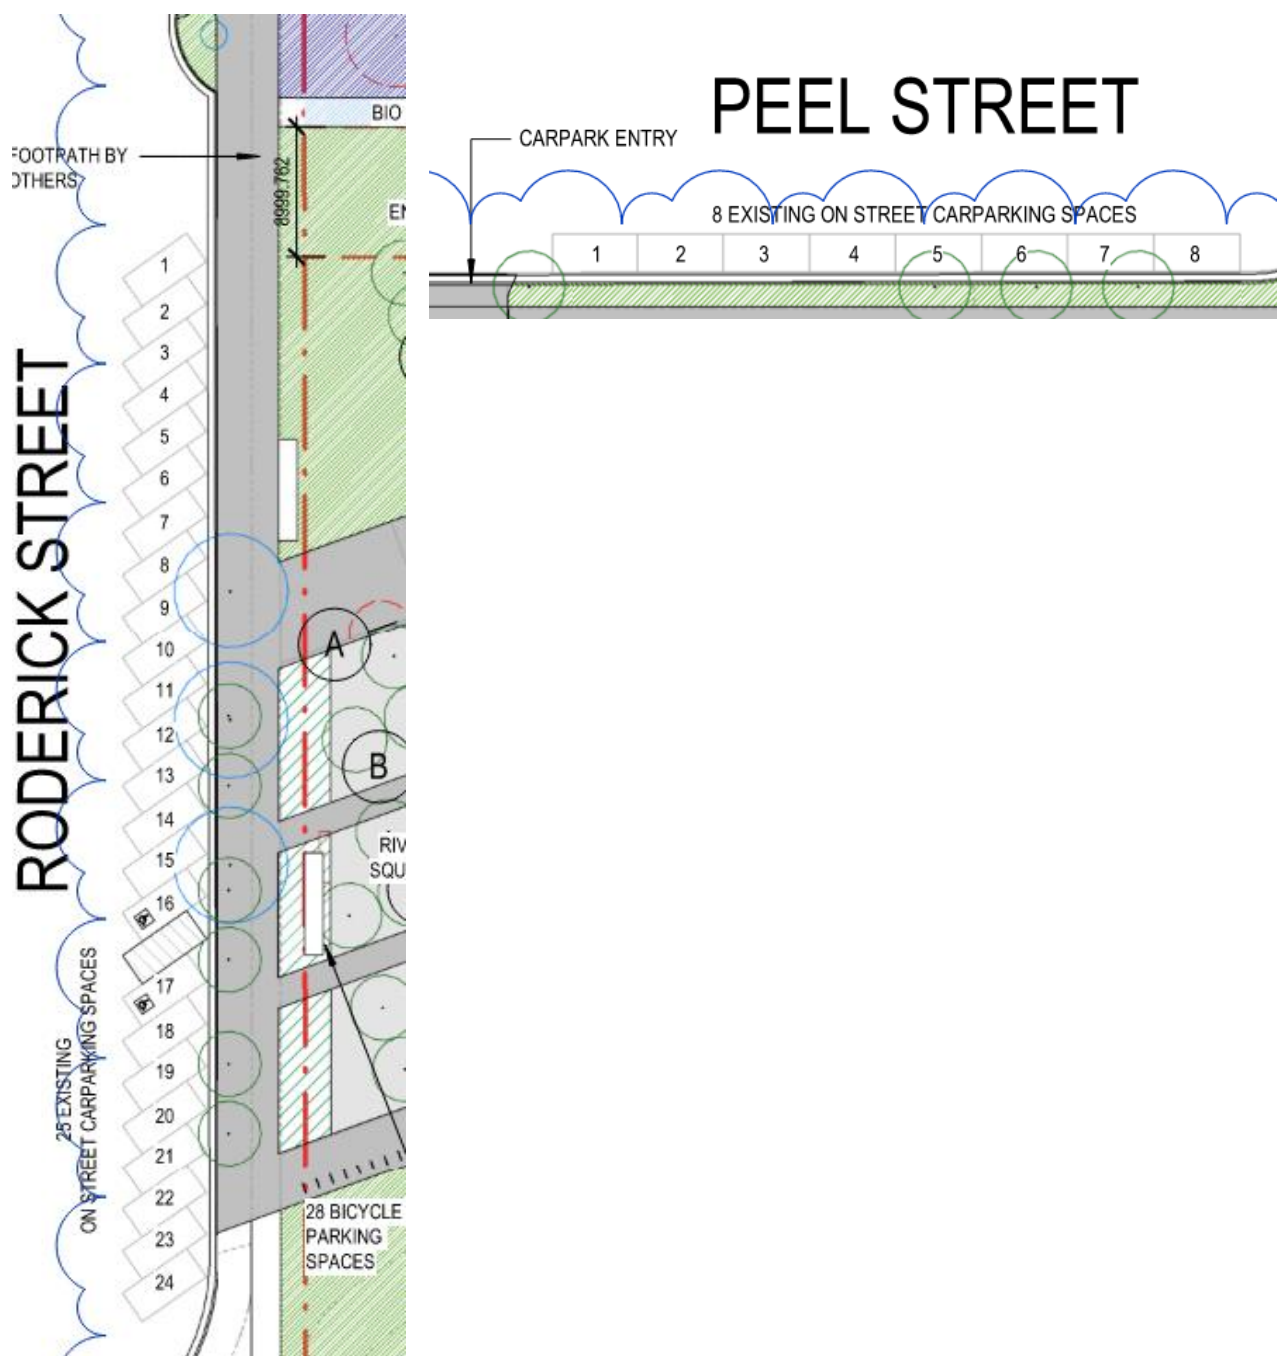 BIO
FOOTPATH BY
OTHERS
8999.762
EN
RODERICK STREET
1
2
3
4
5
6
7
8
9
10
11
12
13
14
15
16
17
18
19
20
21
22
23
24
A
B
RIV
SQU
25 EXISTING
ON STREET CARPARKING SPACES
28 BICYCLE
PARKING
SPACES
PEEL STREET
CARPARK ENTRY
8 EXISTING ON STREET CARPARKING SPACES
1 2 3 4 5 6 7 8